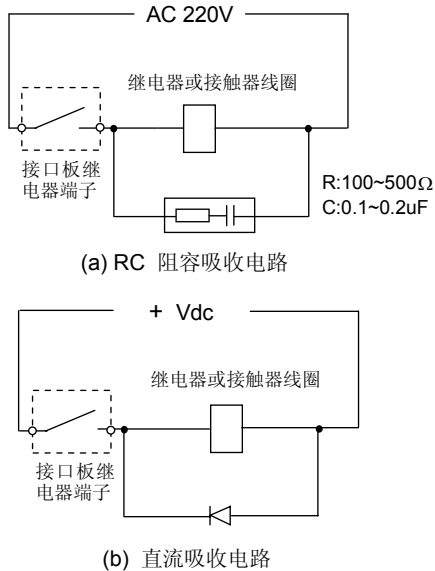 AC 220V
继电器或接触器线圈
接口板继
电器端子
R:100~500Ω
C:0.1~0.2uF
(a) RC 阻容吸收电路
+ Vdc
继电器或接触器线圈
接口板继
电器端子
(b) 直流吸收电路